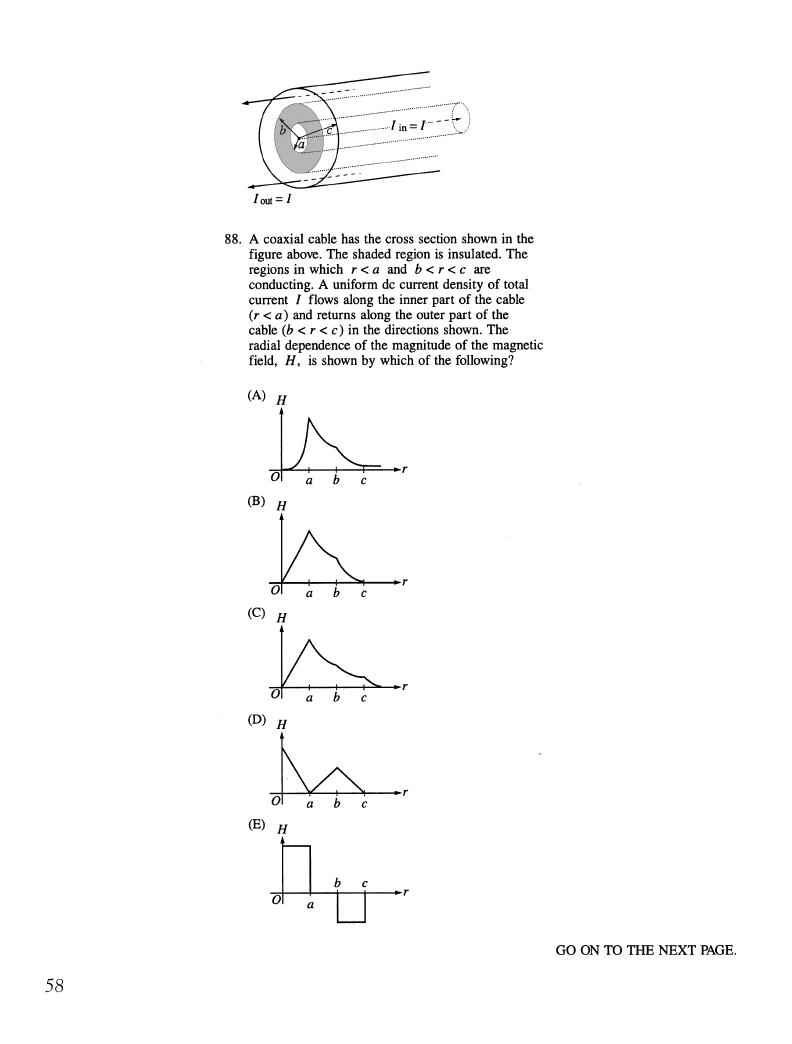 b
c
a
I in = I
I out = I
88. A coaxial cable has the cross section shown in the
figure above. The shaded region is insulated. The
regions in which r < a and b < r < c are
conducting. A uniform dc current density of total
current I flows along the inner part of the cable
(r < a) and returns along the outer part of the
cable (b < r < c) in the directions shown. The
radial dependence of the magnitude of the magnetic
field, H, is shown by which of the following?
(A) H
O a b c r
(B) H
O a b c r
(C) H
O a b c r
(D) H
O a b c r
(E) H
b c
O a r
GO ON TO THE NEXT PAGE.
58